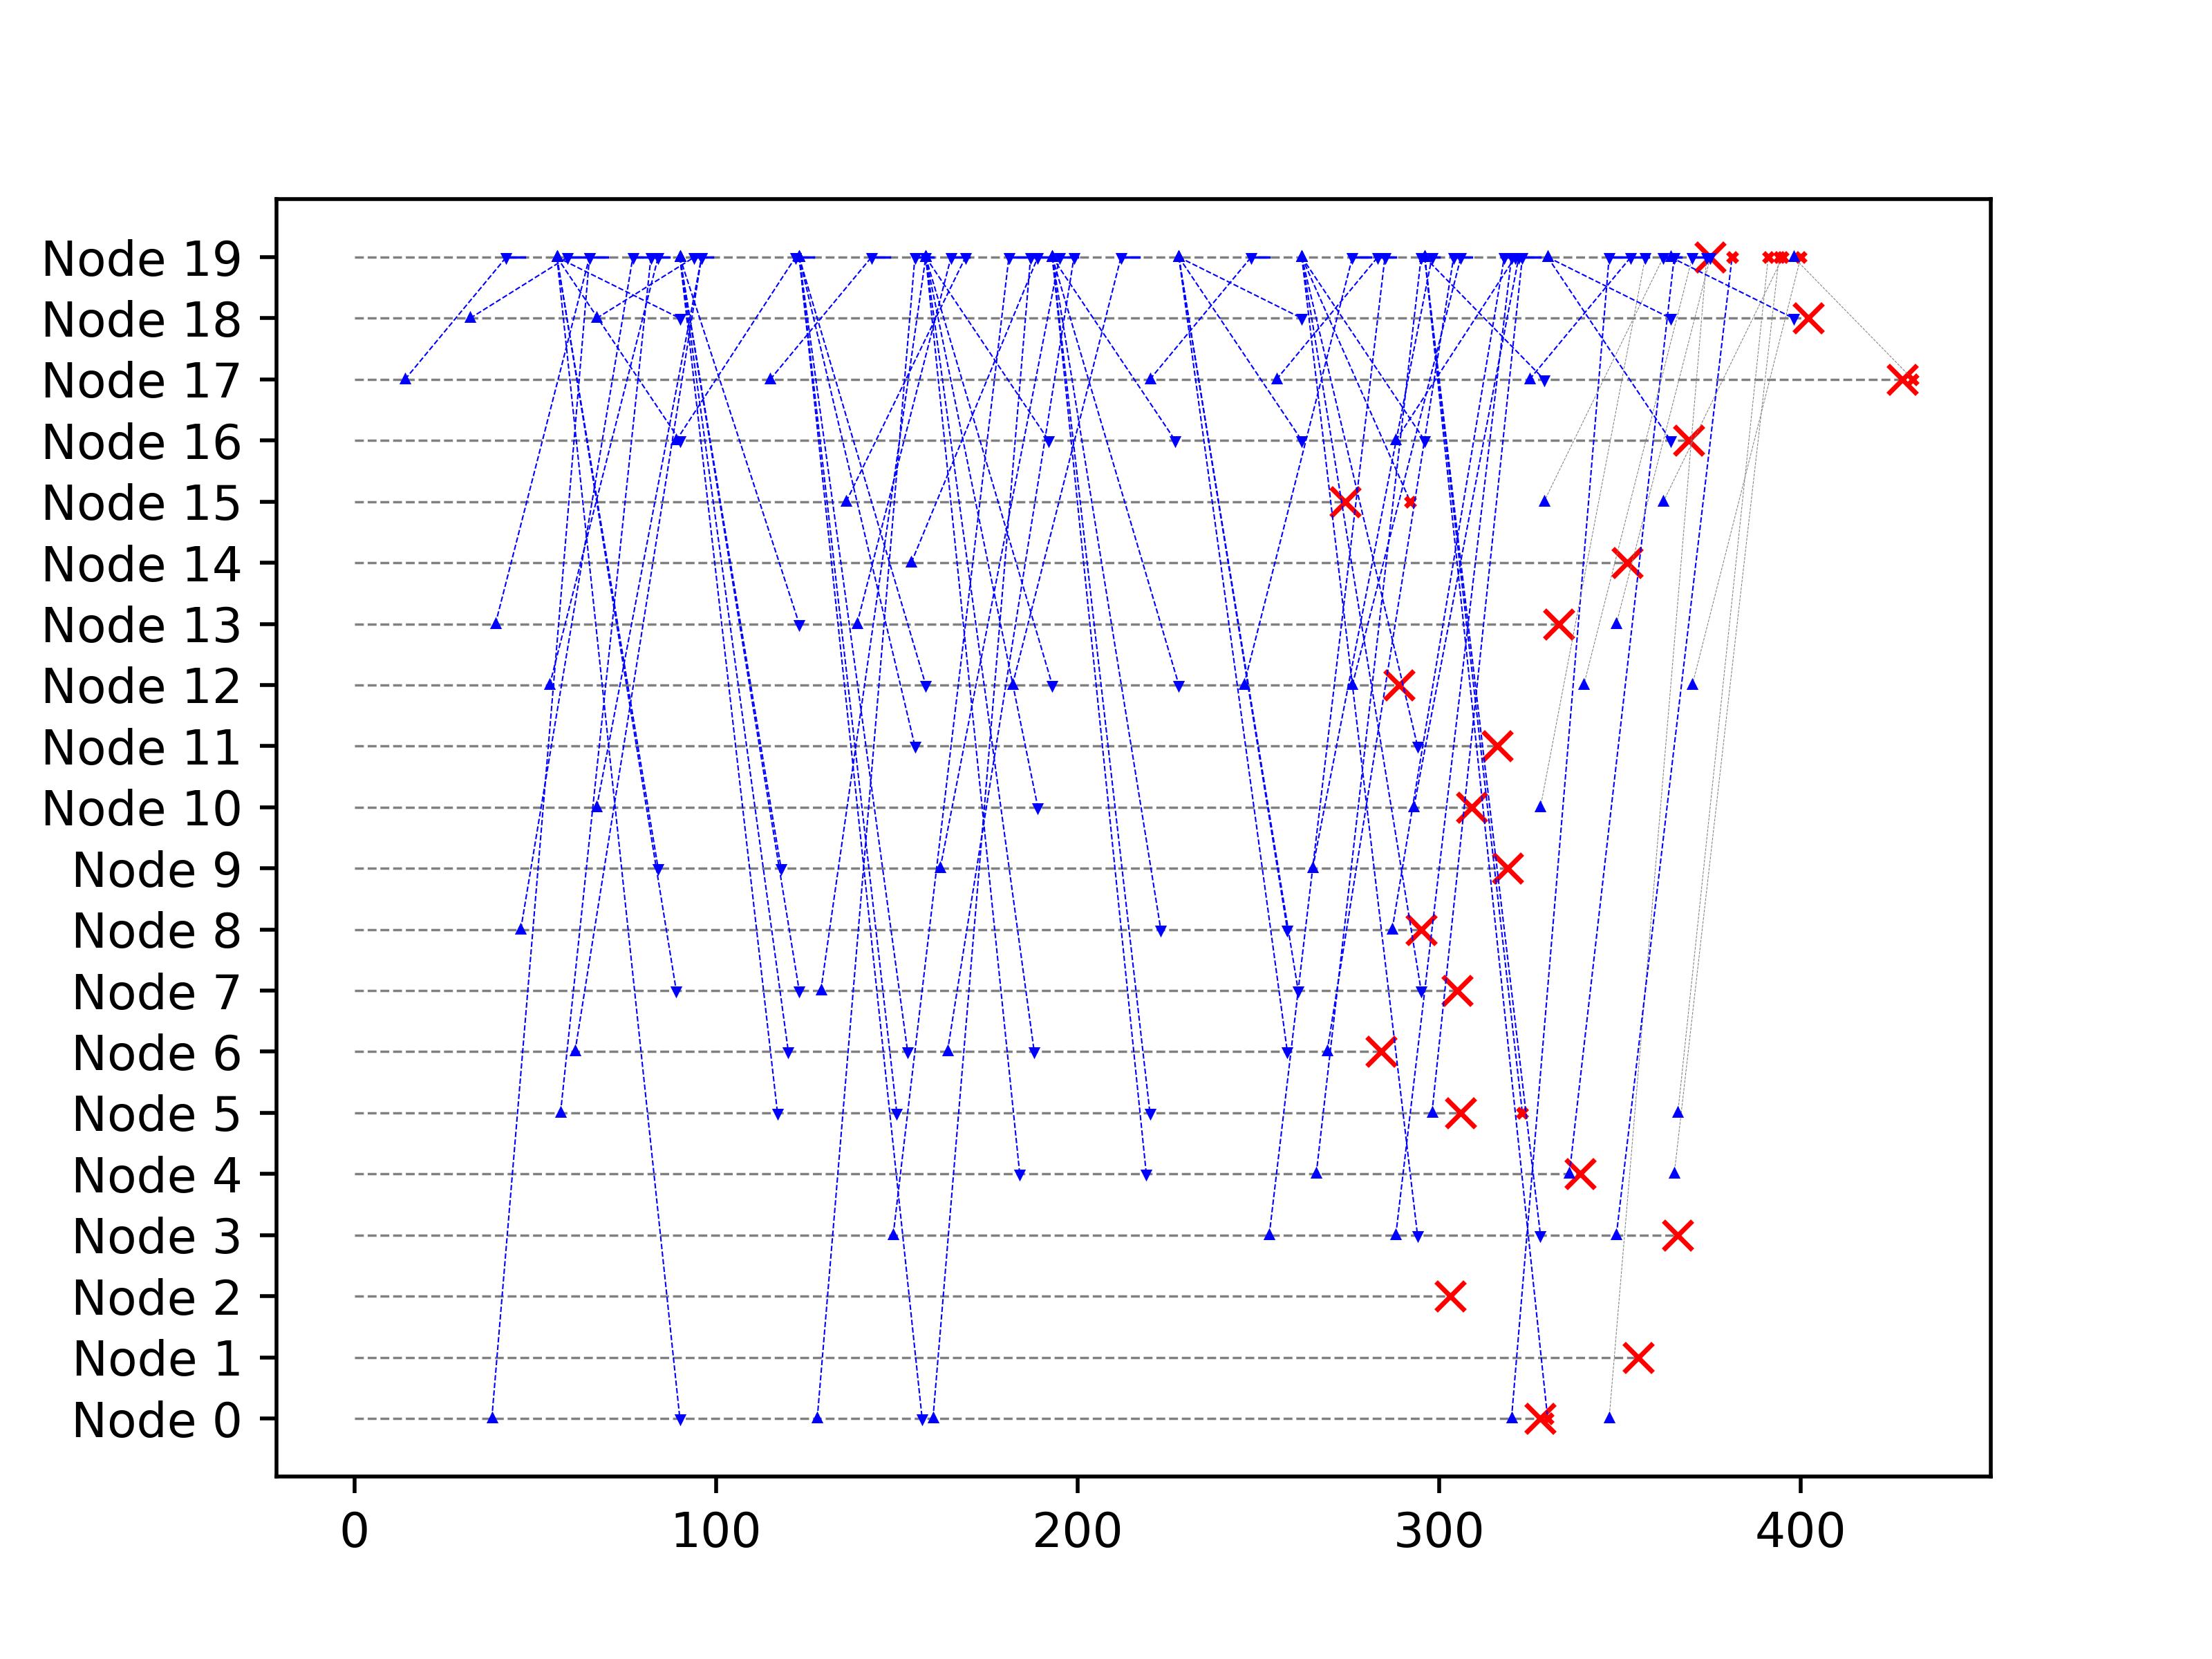 Node 19
Node 18
Node 17
Node 16
Node 15
Node 14
Node 13
Node 12
Node 11
Node 10
Node 9
Node 8
Node 7
Node 6
Node 5
Node 4
Node 3
Node 2
Node 1
Node 0
0 100 200 300 400